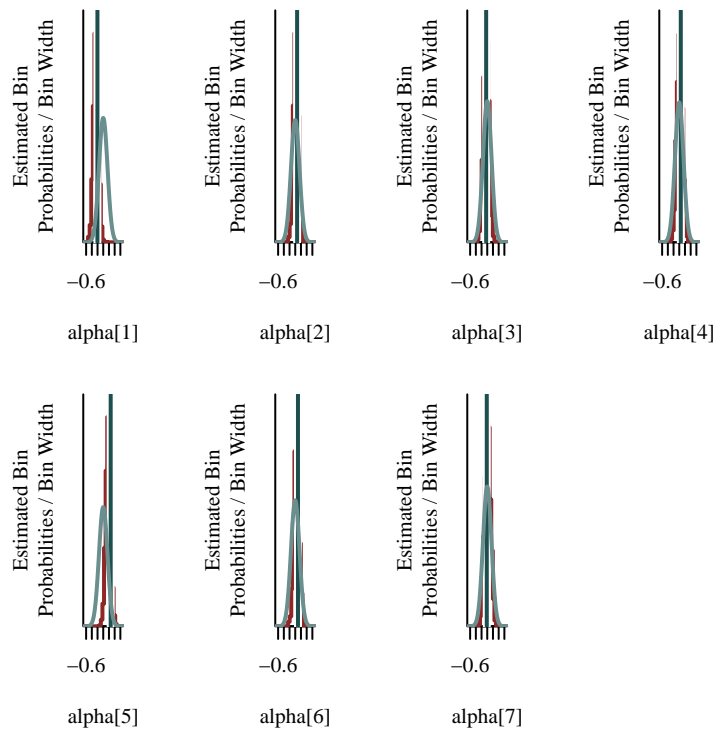 Estimated Bin
Probabilities / Bin Width
−0.6
alpha[1]
Estimated Bin
Probabilities / Bin Width
−0.6
alpha[2]
Estimated Bin
Probabilities / Bin Width
−0.6
alpha[3]
Estimated Bin
Probabilities / Bin Width
−0.6
alpha[4]
Estimated Bin
Probabilities / Bin Width
−0.6
alpha[5]
Estimated Bin
Probabilities / Bin Width
−0.6
alpha[6]
Estimated Bin
Probabilities / Bin Width
−0.6
alpha[7]